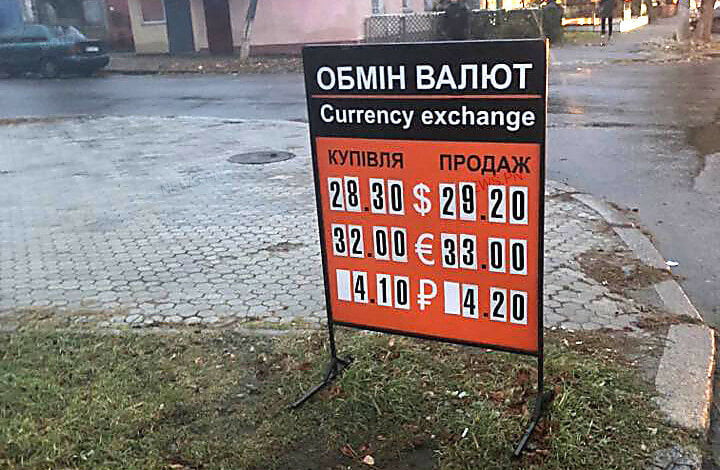 ОБМІН ВАЛЮТ
Currency exchange
КУПІВЛЯ ПРОДАЖ
28.30 $ 29.20
32.00 € 33.00
4.10 ₽ 4.20